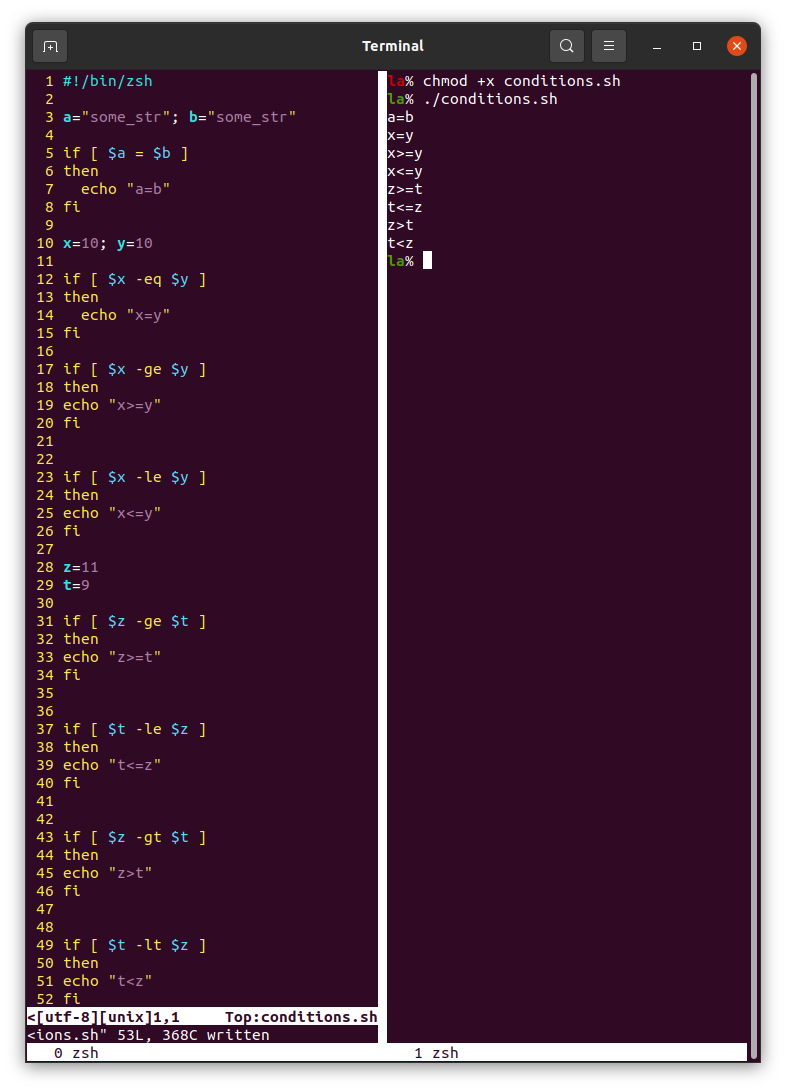 Terminal
1 #!/bin/zsh
2
3 a="some_str"; b="some_str"
4
5 if [ $a = $b ]
6 then
7   echo "a=b"
8 fi
9
10 x=10; y=10
11
12 if [ $x -eq $y ]
13 then
14   echo "x=y"
15 fi
16
17 if [ $x -ge $y ]
18 then
19 echo "x>=y"
20 fi
21
22
23 if [ $x -le $y ]
24 then
25 echo "x<=y"
26 fi
27
28 z=11
29 t=9
30
31 if [ $z -ge $t ]
32 then
33 echo "z>=t"
34 fi
35
36
37 if [ $t -le $z ]
38 then
39 echo "t<=z"
40 fi
41
42
43 if [ $z -gt $t ]
44 then
45 echo "z>t"
46 fi
47
48
49 if [ $t -lt $z ]
50 then
51 echo "t<z"
52 fi
<[utf-8][unix]1,1     Top:conditions.sh
<ions.sh" 53L, 368C written
la% chmod +x conditions.sh
la% ./conditions.sh
a=b
x=y
x>=y
x<=y
z>=t
t<=z
z>t
t<z
la%
0 zsh
1 zsh